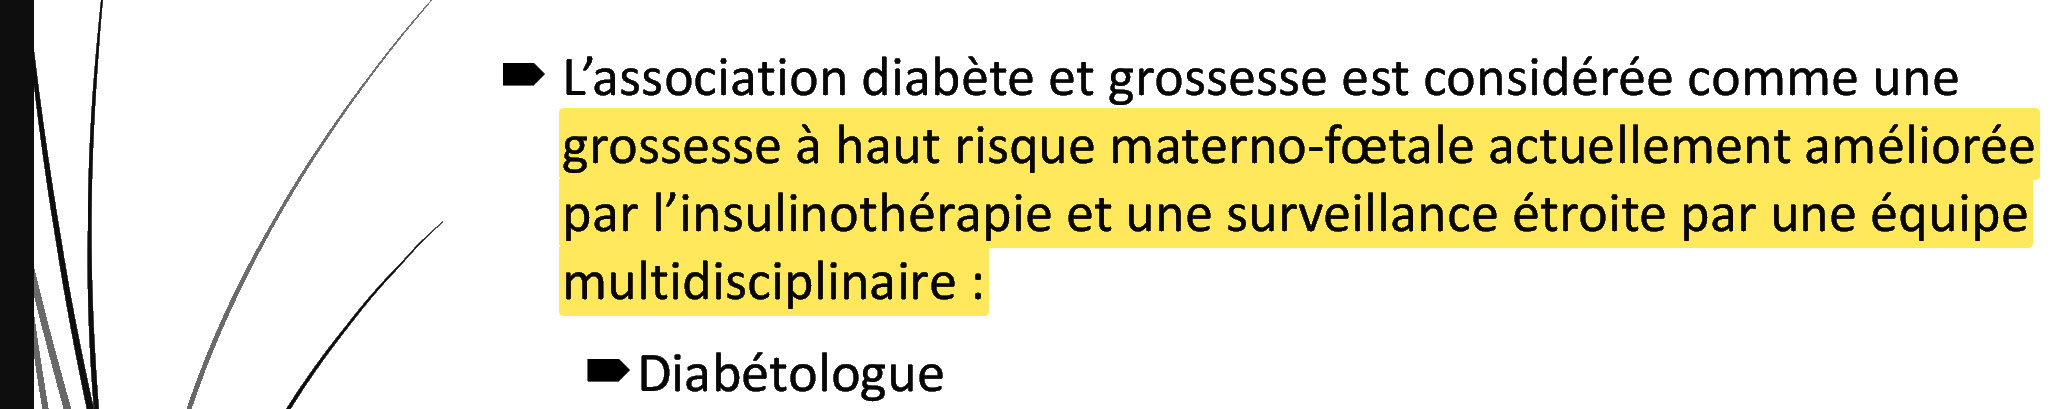 L’association diabète et grossesse est considérée comme une
grossesse à haut risque materno-fœtale actuellement améliorée
par l’insulinothérapie et une surveillance étroite par une équipe
multidisciplinaire :
Diabétologue